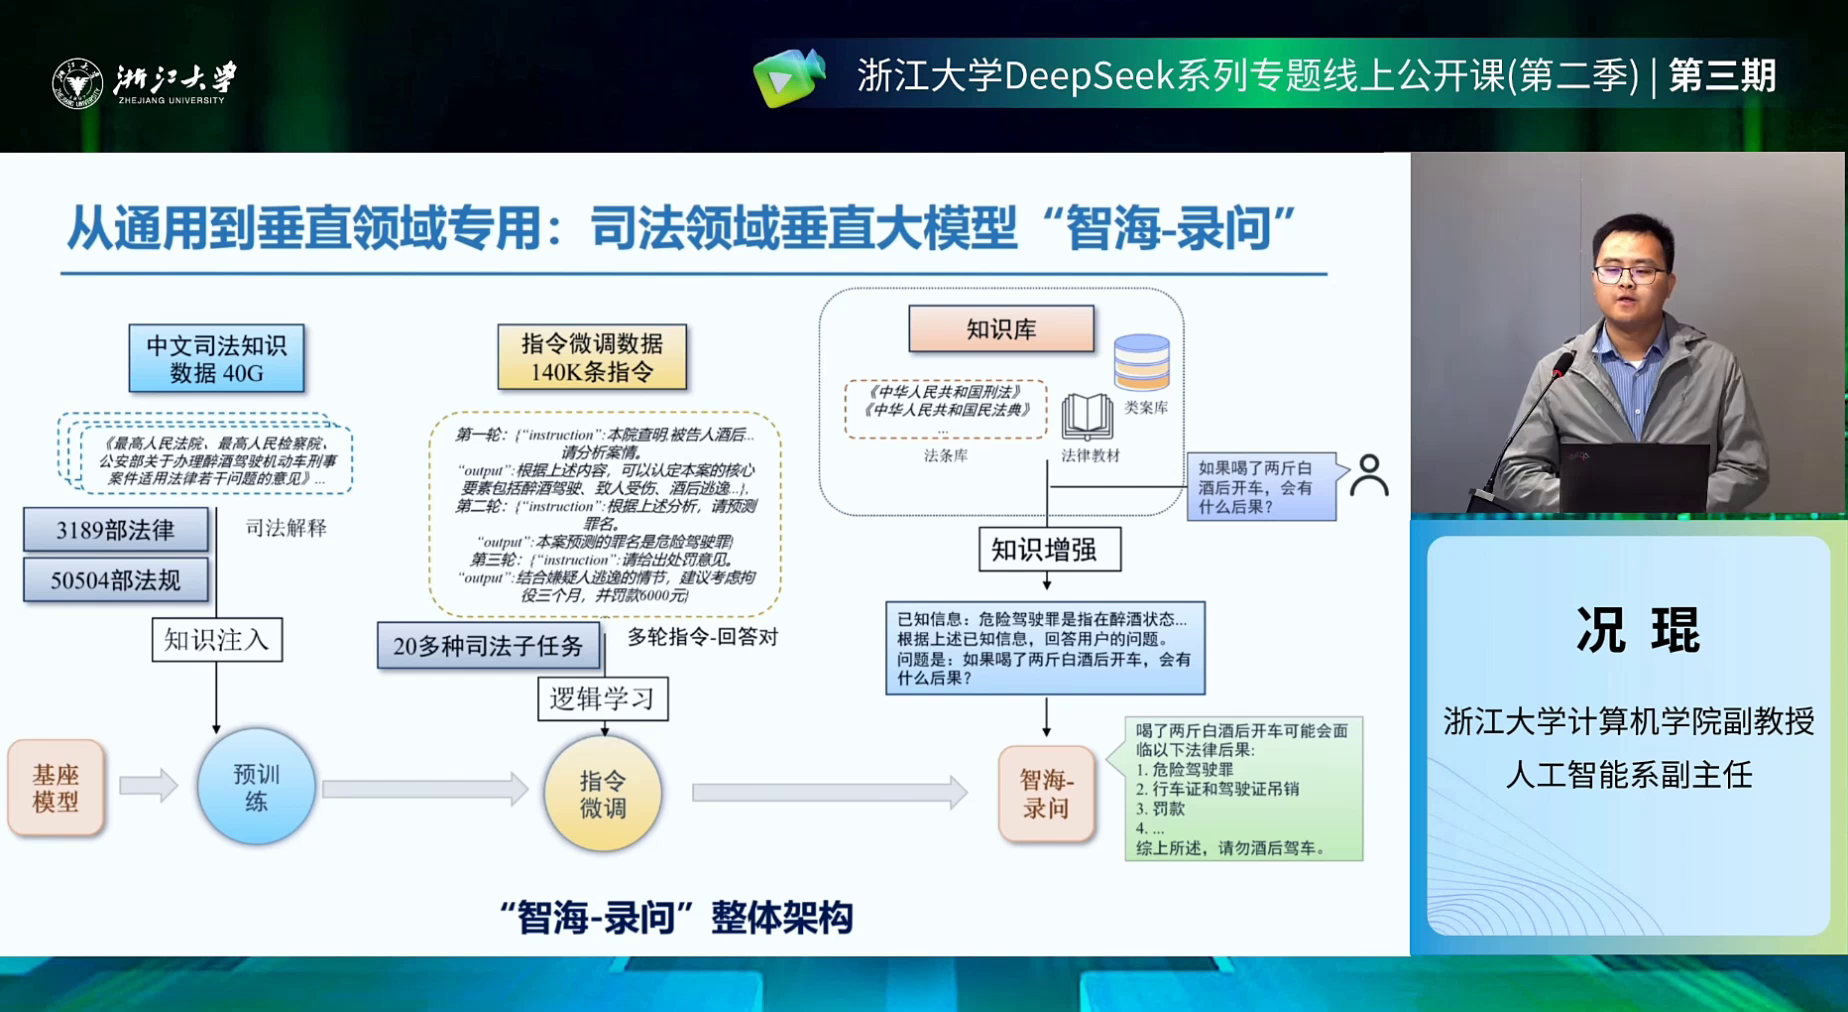 浙江大学
ZHEJIANG UNIVERSITY
浙江大学DeepSeek系列专题线上公开课(第二季) | 第三期
从通用到垂直领域专用：司法领域垂直大模型“智海-录问”
中文司法知识
数据 40G
《最高人民法院、最高人民检察院、
公安部关于办理醉酒驾驶机动车刑事
案件适用法律若干问题的意见》...
3189部法律
50504部法规
司法解释
知识注入
基座
模型
预训
练
指令微调数据
140K条指令
第一轮：{“instruction”:本院查明,被告人酒后...
请分析案情。
“output”:根据上述内容，可以认定本案的核心
要素包括醉酒驾驶、致人受伤、酒后逃逸...},
第二轮：{“instruction”:根据上述分析，请预测
罪名。
“output”:本案预测的罪名是危险驾驶罪}
第三轮：{“instruction”:请给出处罚意见。
“output”:结合嫌疑人逃逸的情节，建议考虑拘
役三个月，并罚款6000元}
20多种司法子任务
多轮指令-回答对
逻辑学习
指令
微调
知识库
《中华人民共和国刑法》
《中华人民共和国民法典》
...
法条库
法律教材
类案库
如果喝了两斤白
酒后开车，会有
什么后果？
知识增强
已知信息：危险驾驶罪是指在醉酒状态...
根据上述已知信息，回答用户的问题。
问题是：如果喝了两斤白酒后开车，会有
什么后果？
智海-
录问
喝了两斤白酒后开车可能会面
临以下法律后果:
1. 危险驾驶罪
2. 行车证和驾驶证吊销
3. 罚款
4. ...
综上所述，请勿酒后驾车。
“智海-录问”整体架构
况 琨
浙江大学计算机学院副教授
人工智能系副主任